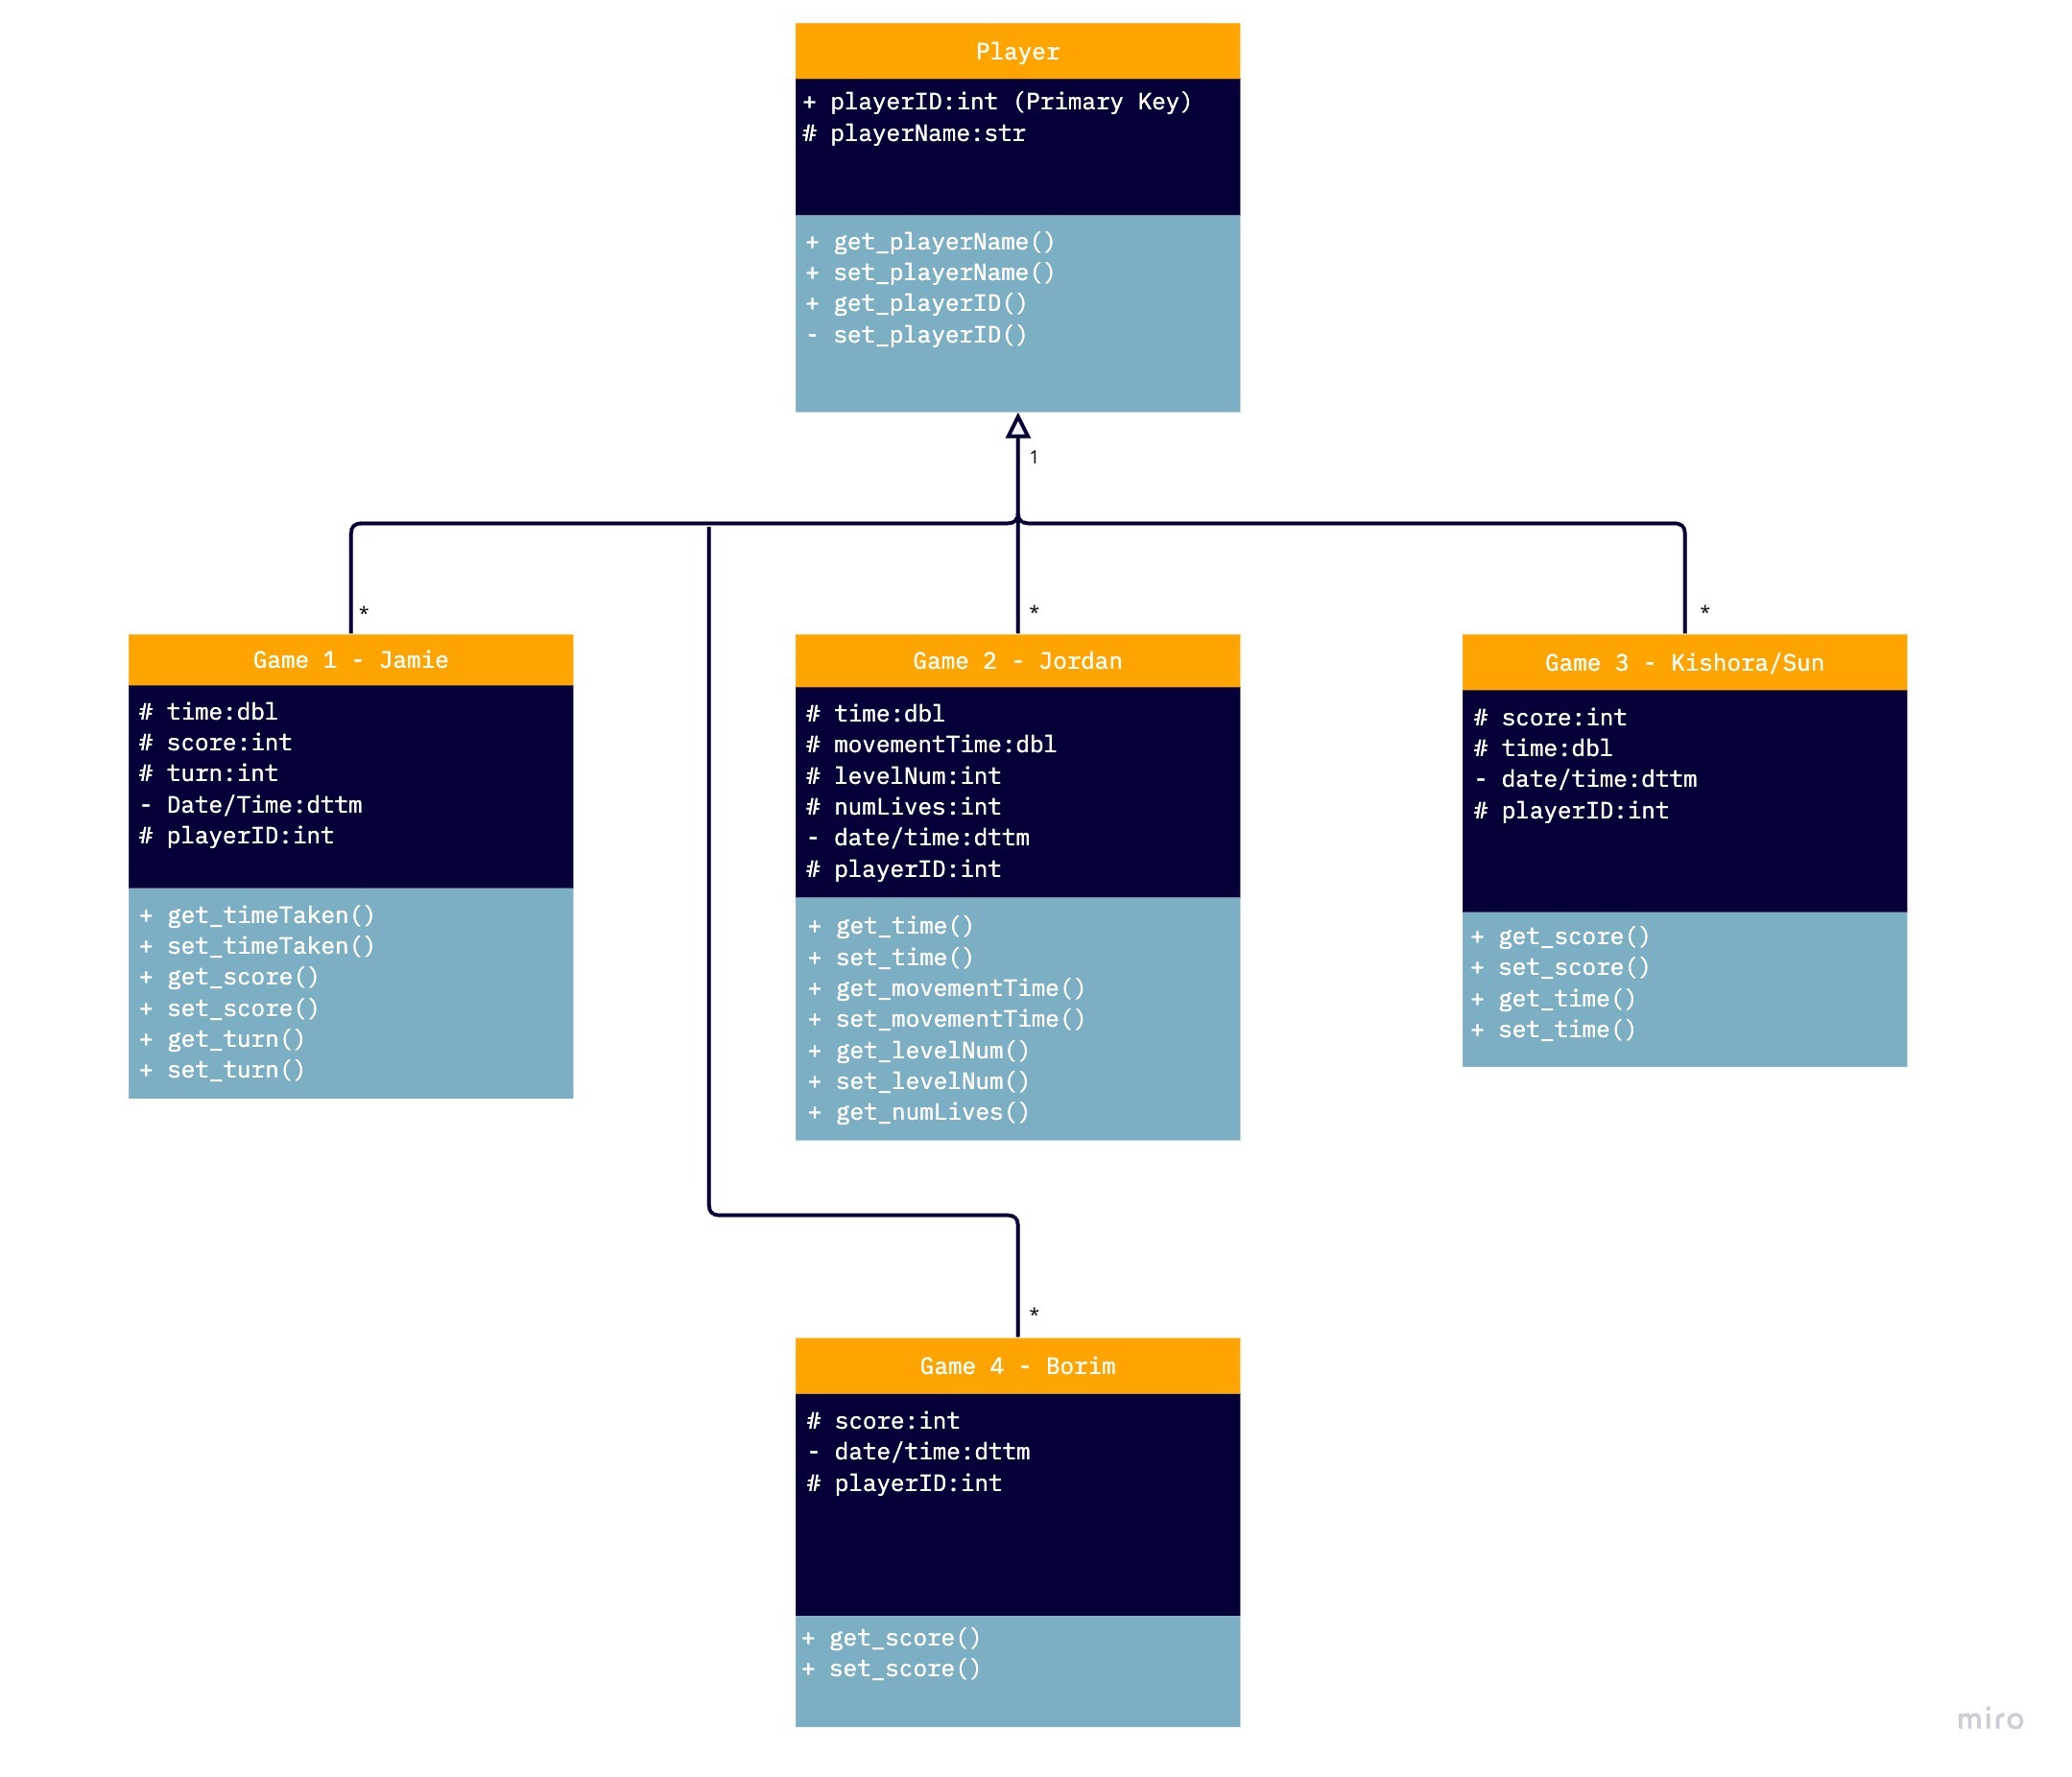 Player
+ playerID:int (Primary Key)
# playerName:str
+ get_playerName()
+ set_playerName()
+ get_playerID()
- set_playerID()
1
*
*
*
Game 1 - Jamie
# time:dbl
# score:int
# turn:int
- Date/Time:dttm
# playerID:int
+ get_timeTaken()
+ set_timeTaken()
+ get_score()
+ set_score()
+ get_turn()
+ set_turn()
Game 2 - Jordan
# time:dbl
# movementTime:dbl
# levelNum:int
# numLives:int
- date/time:dttm
# playerID:int
+ get_time()
+ set_time()
+ get_movementTime()
+ set_movementTime()
+ get_levelNum()
+ set_levelNum()
+ get_numLives()
Game 3 - Kishora/Sun
# score:int
# time:dbl
- date/time:dttm
# playerID:int
+ get_score()
+ set_score()
+ get_time()
+ set_time()
*
Game 4 - Borim
# score:int
- date/time:dttm
# playerID:int
+ get_score()
+ set_score()
miro